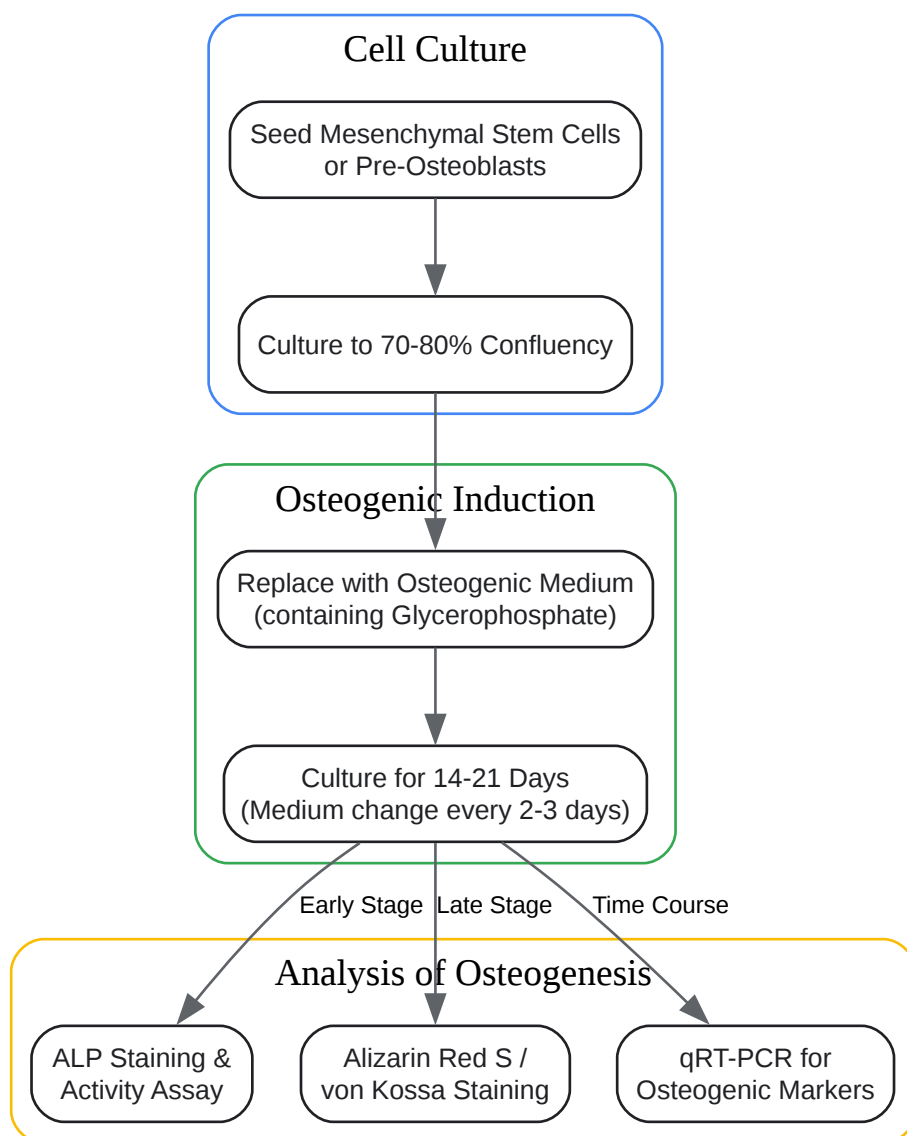 Cell Culture
Seed Mesenchymal Stem Cells
or Pre-Osteoblasts
Culture to 70-80% Confluency
Osteogenic Induction
Replace with Osteogenic Medium
(containing Glycerophosphate)
Culture for 14-21 Days
(Medium change every 2-3 days)
Early Stage
Late Stage
Time Course
Analysis of Osteogenesis
ALP Staining &
Activity Assay
Alizarin Red S /
von Kossa Staining
qRT-PCR for
Osteogenic Markers